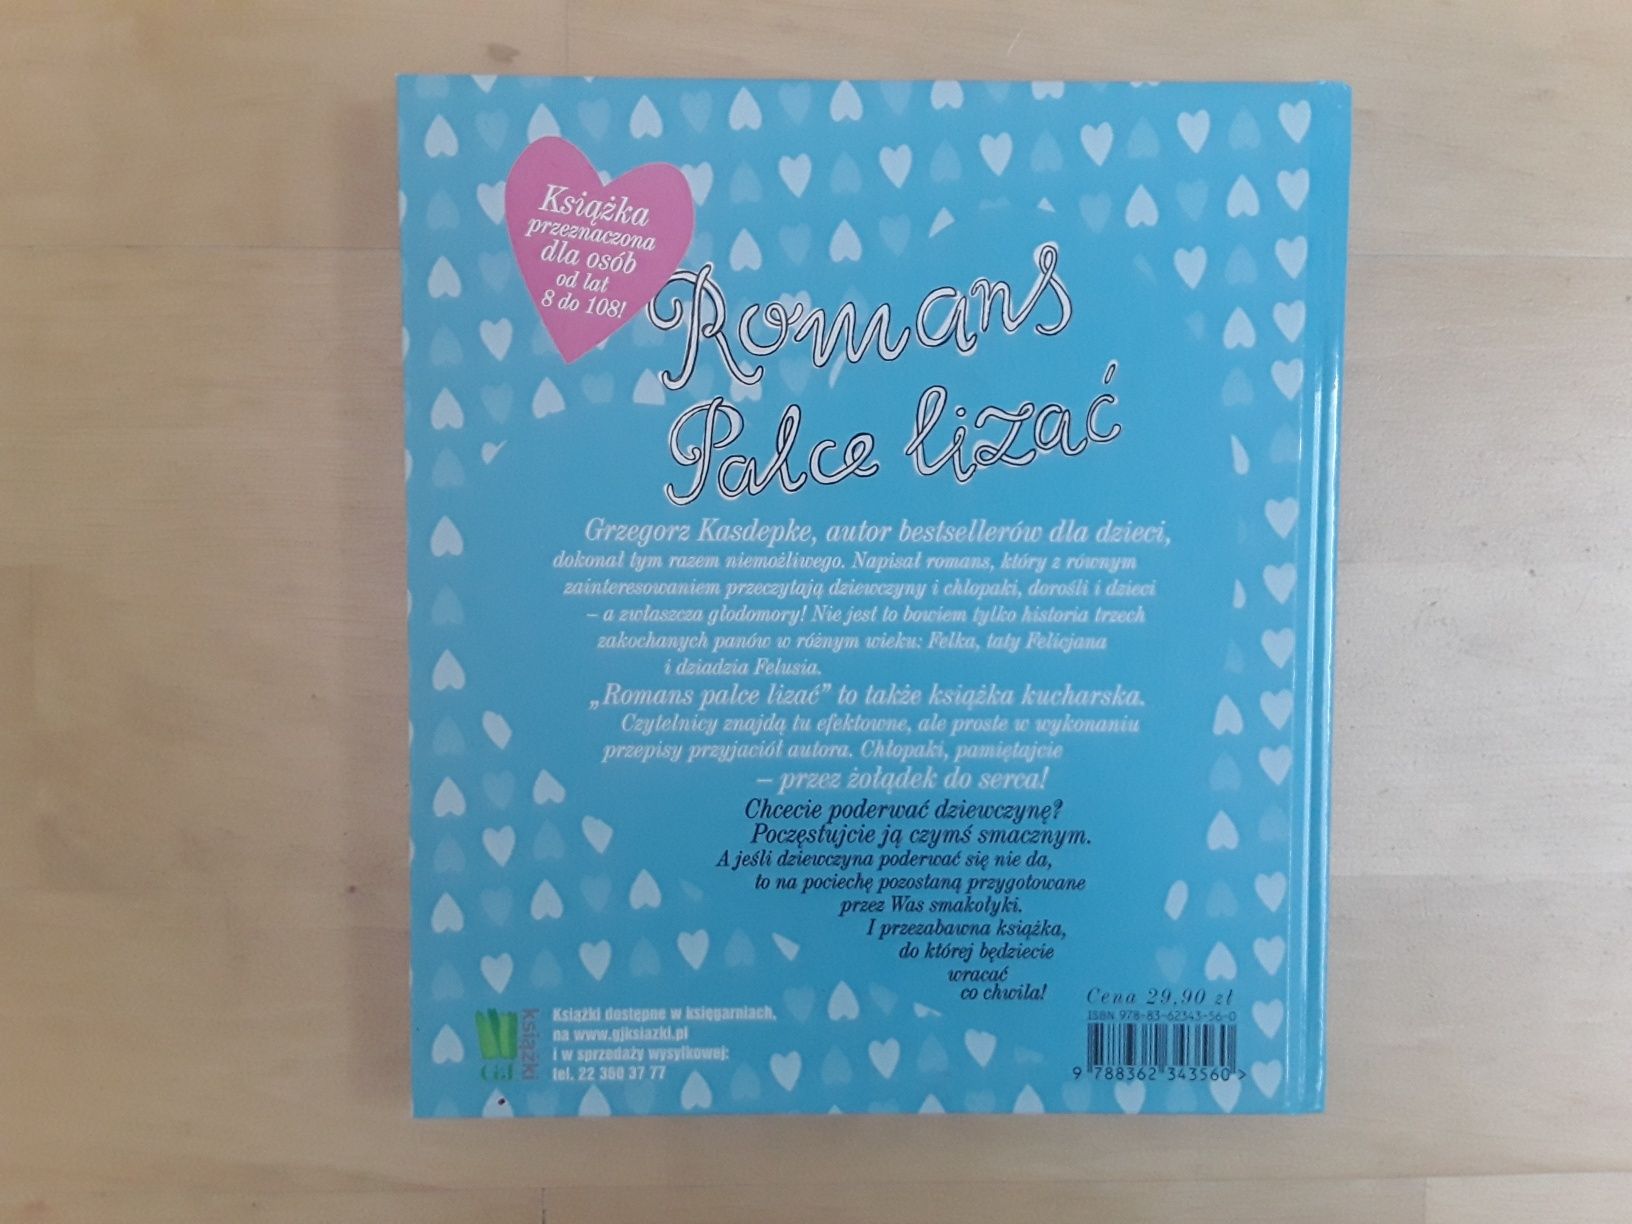 Książka
przeznaczona
dla osób
od lat
8 do 108!
Romans
Palce lizać
Grzegorz Kasdepke, autor bestsellerów dla dzieci,
dokonał tym razem niemożliwego. Napisał romans, który z równym
zainteresowaniem przeczytają dziewczyny i chłopaki, dorośli i dzieci
– a zwłaszcza głodomory! Nie jest to bowiem tylko historia trzech
zakochanych panów w różnym wieku: Felka, taty Felicjana
i dziadzia Felusia.
„Romans palce lizać” to także książka kucharska.
Czytelnicy znajdą tu efektowne, ale proste w wykonaniu
przepisy przyjaciół autora. Chłopaki, pamiętajcie
– przez żołądek do serca!
Chcecie poderwać dziewczynę?
Poczęstujcie ją czymś smacznym.
A jeśli dziewczyna poderwać się nie da,
to na pociechę pozostaną przygotowane
przez Was smakołyki.
I przezabawna książka,
do której będziecie
wracać
co chwila!
Cena 29,90 zł
ISBN 978-83-62343-56-0
9 788362 343560 >
książki
G+J
Książki dostępne w księgarniach,
na www.gjksiazki.pl
i w sprzedaży wysyłkowej:
tel. 22 360 37 77